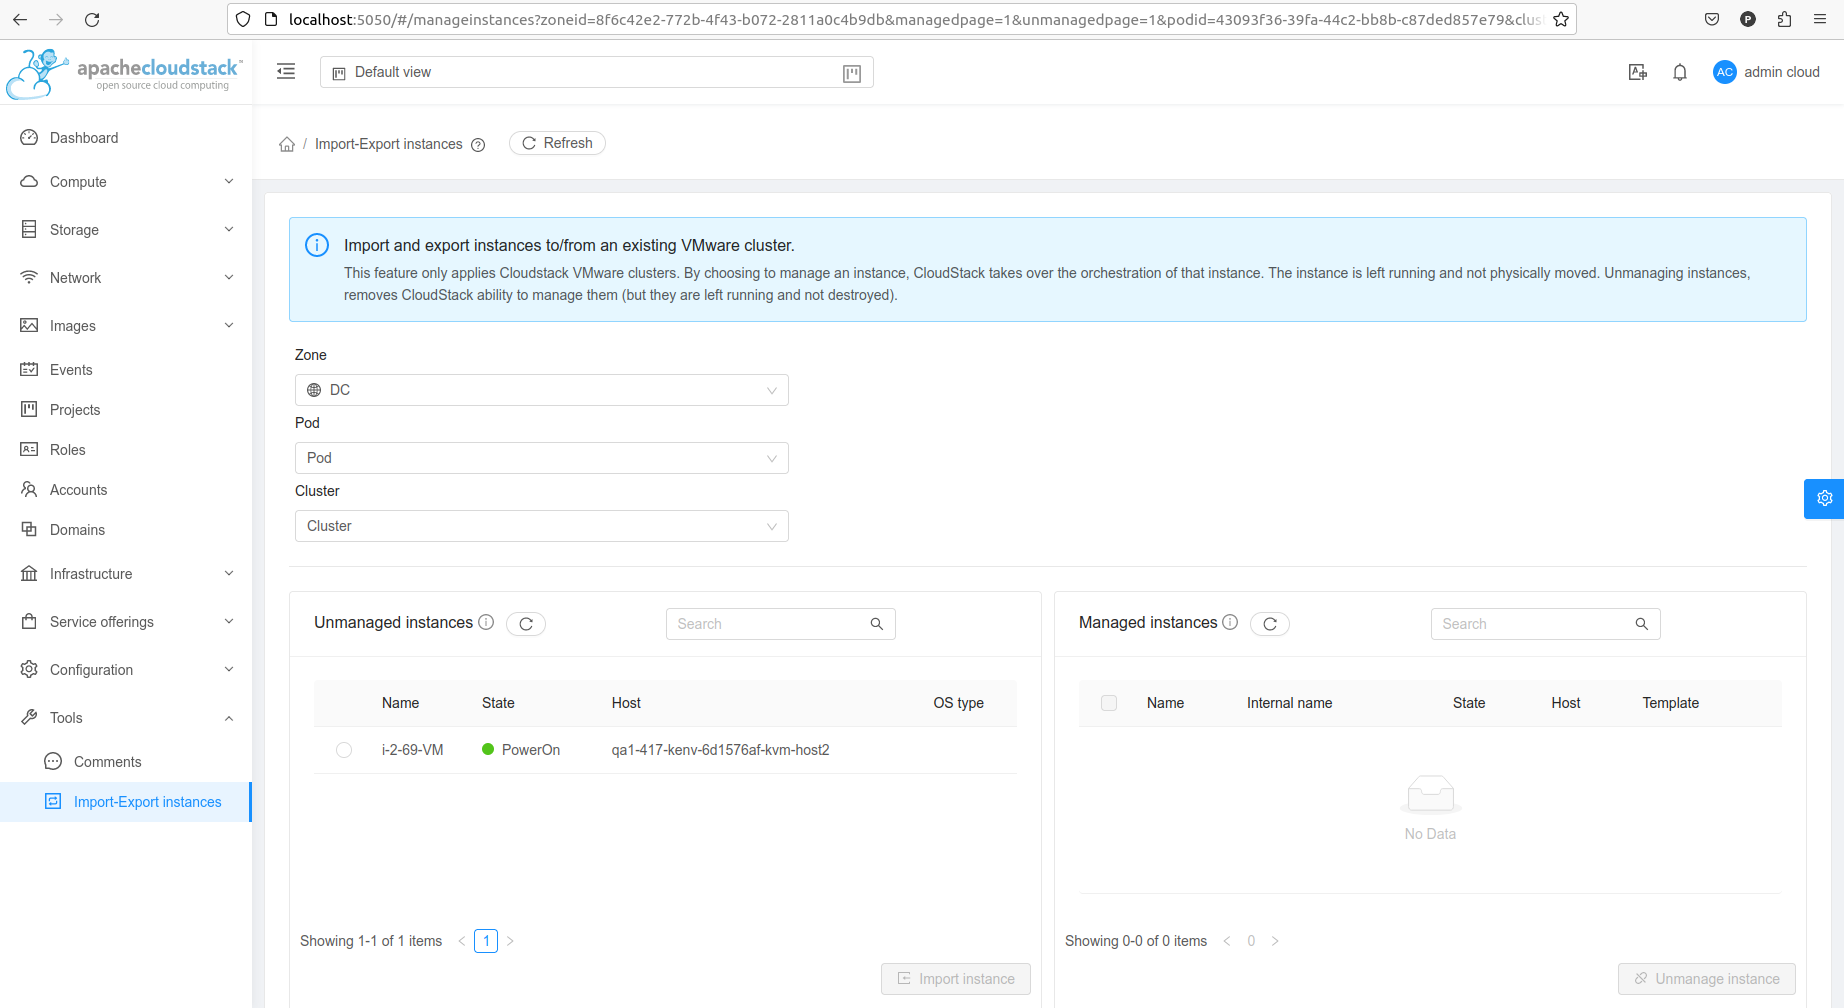 localhost:5050/#/manageinstances?zoneid=8f6c42e2-772b-4f43-b072-2811a0c4b9db&managedpage=1&unmanagedpage=1&podid=43093f36-39fa-44c2-bb8b-c87ded857e79&clus
P
apachecloudstack™
open source cloud computing
Default view
AC admin cloud
Dashboard
Compute
Storage
Network
Images
Events
Projects
Roles
Accounts
Domains
Infrastructure
Service offerings
Configuration
Tools
Comments
Import-Export instances
/ Import-Export instances
Refresh
Import and export instances to/from an existing VMware cluster.
This feature only applies Cloudstack VMware clusters. By choosing to manage an instance, CloudStack takes over the orchestration of that instance. The instance is left running and not physically moved. Unmanaging instances,
removes CloudStack ability to manage them (but they are left running and not destroyed).
Zone
DC
Pod
Pod
Cluster
Cluster
Unmanaged instances
Search
Name State Host OS type
i-2-69-VM PowerOn qa1-417-kenv-6d1576af-kvm-host2
Showing 1-1 of 1 items < 1 >
Import instance
Managed instances
Search
Name Internal name State Host Template
No Data
Showing 0-0 of 0 items < 0 >
Unmanage instance